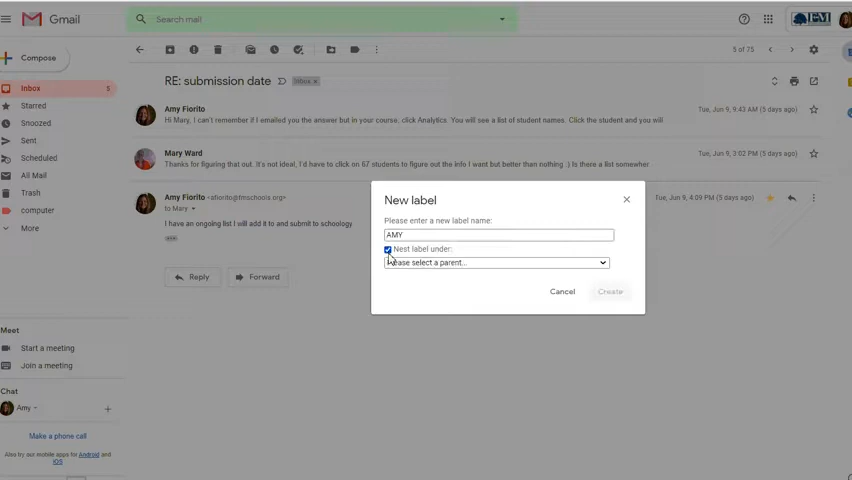 Gmail
Search mail
Compose
5 of 75
Inbox 5
Starred
Snoozed
Sent
Scheduled
All Mail
Trash
computer
More
RE: submission date
Inbox x
Amy Fiorito
Tue, Jun 9, 9:43 AM (5 days ago)
Hi Mary, I can't remember if I emailed you the answer but in your course, click Analytics. You will see a list of student names. Click the student and you will
Mary Ward
Tue, Jun 9, 3:02 PM (5 days ago)
Thanks for figuring that out. It's not ideal, I'd have to click on 67 students to figure out the info I want but better than nothing :) Is there a list somewher
Amy Fiorito <afiorito@fmschools.org>
Tue, Jun 9, 4:09 PM (5 days ago)
to Mary
I have an ongoing list I will add it to and submit to schoology
Reply
Forward
New label
Please enter a new label name:
AMY
Nest label under:
Please select a parent...
Cancel
Create
Meet
Start a meeting
Join a meeting
Chat
Amy
Make a phone call
Also try our mobile apps for Android and
iOS